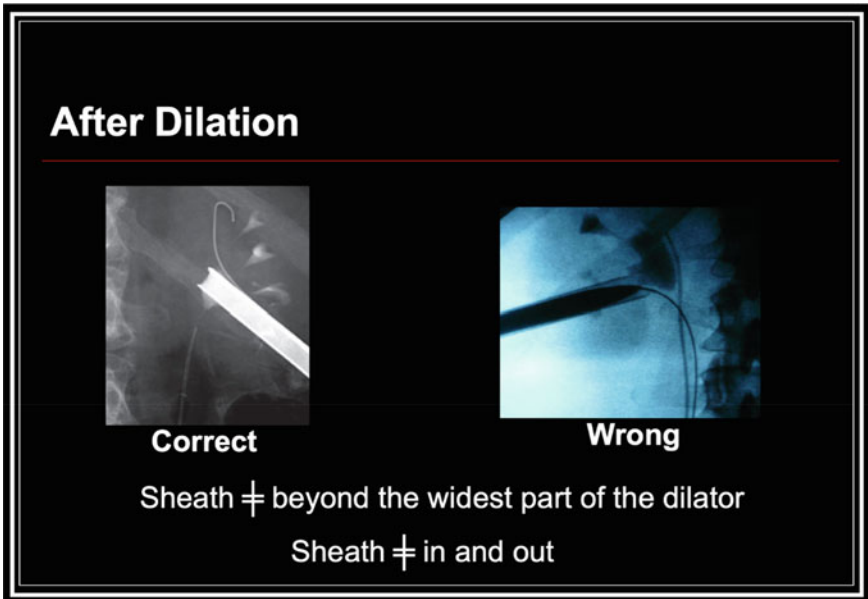 After Dilation
Correct
Wrong
Sheath ╪ beyond the widest part of the dilator
Sheath ╪ in and out